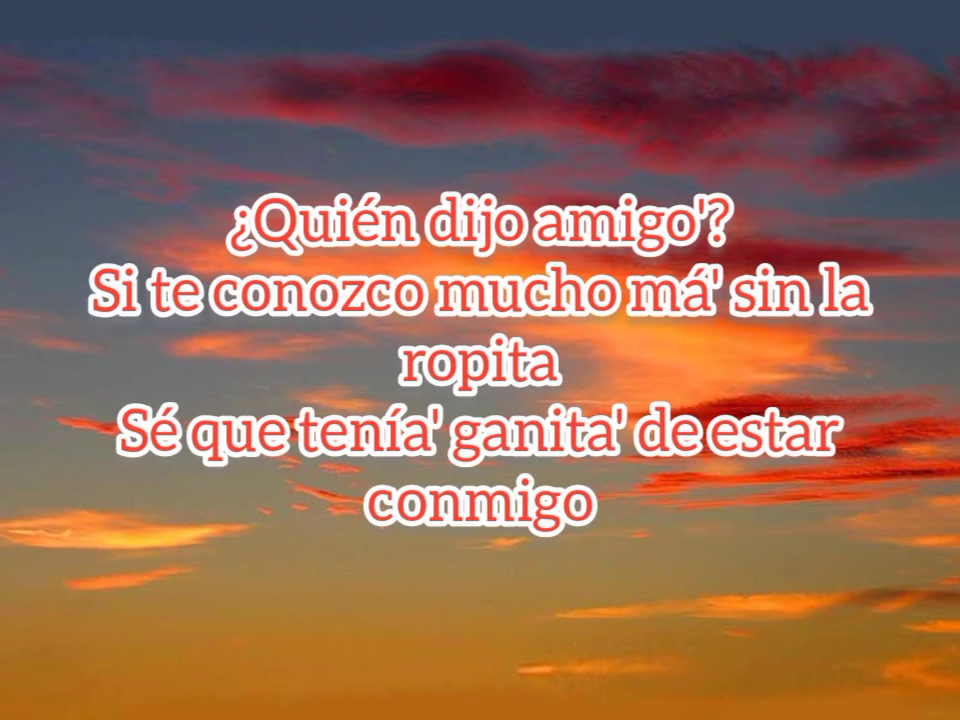 ¿Quién dijo amigo'?
Si te conozco mucho má' sin la
ropita
Sé que tenía' ganita' de estar
conmigo